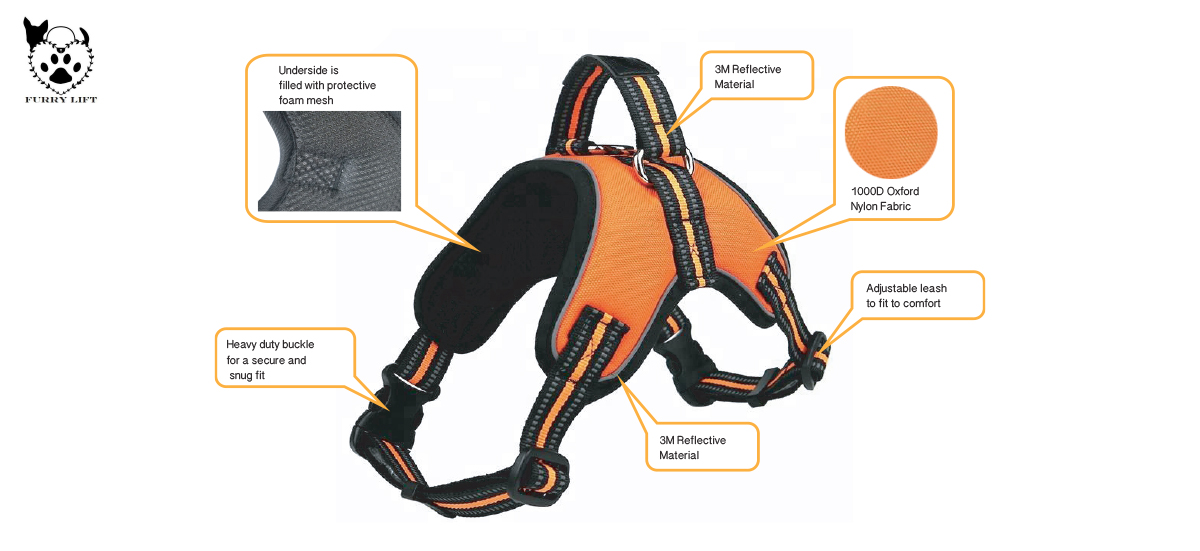 FURRY LIFT
Underside is
filled with protective
foam mesh
3M Reflective
Material
1000D Oxford
Nylon Fabric
Adjustable leash
to fit to comfort
Heavy duty buckle
for a secure and
snug fit
3M Reflective
Material